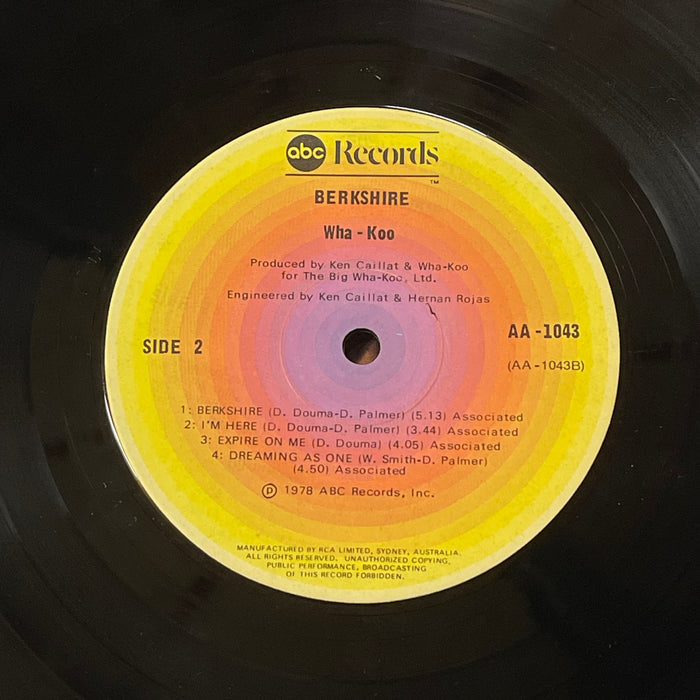 abc Records
TM
BERKSHIRE
Wha - Koo
Produced by Ken Caillat & Wha-Koo
for The Big Wha-Koo, Ltd.
Engineered by Ken Caillat & Hernan Rojas
SIDE 2
AA -1043
(AA -1043B)
1: BERKSHIRE (D. Douma-D. Palmer) (5.13) Associated
2: I'M HERE (D. Douma-D. Palmer) (3.44) Associated
3: EXPIRE ON ME (D. Douma) (4.05) Associated
4: DREAMING AS ONE (W. Smith-D. Palmer)
(4.50) Associated
℗ 1978 ABC Records, Inc.
MANUFACTURED BY RCA LIMITED, SYDNEY, AUSTRALIA.
ALL RIGHTS RESERVED. UNAUTHORIZED COPYING,
PUBLIC PERFORMANCE, BROADCASTING
OF THIS RECORD FORBIDDEN.